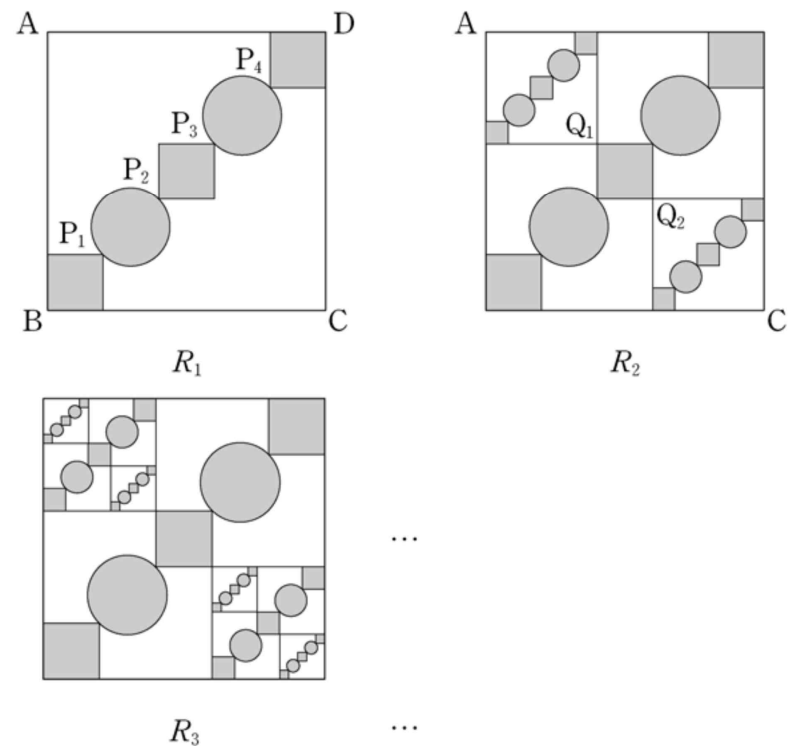 A D
P₄
P₃
P₂
P₁
B C
R₁
A
Q₁
Q₂
C
R₂
R₃
…
…